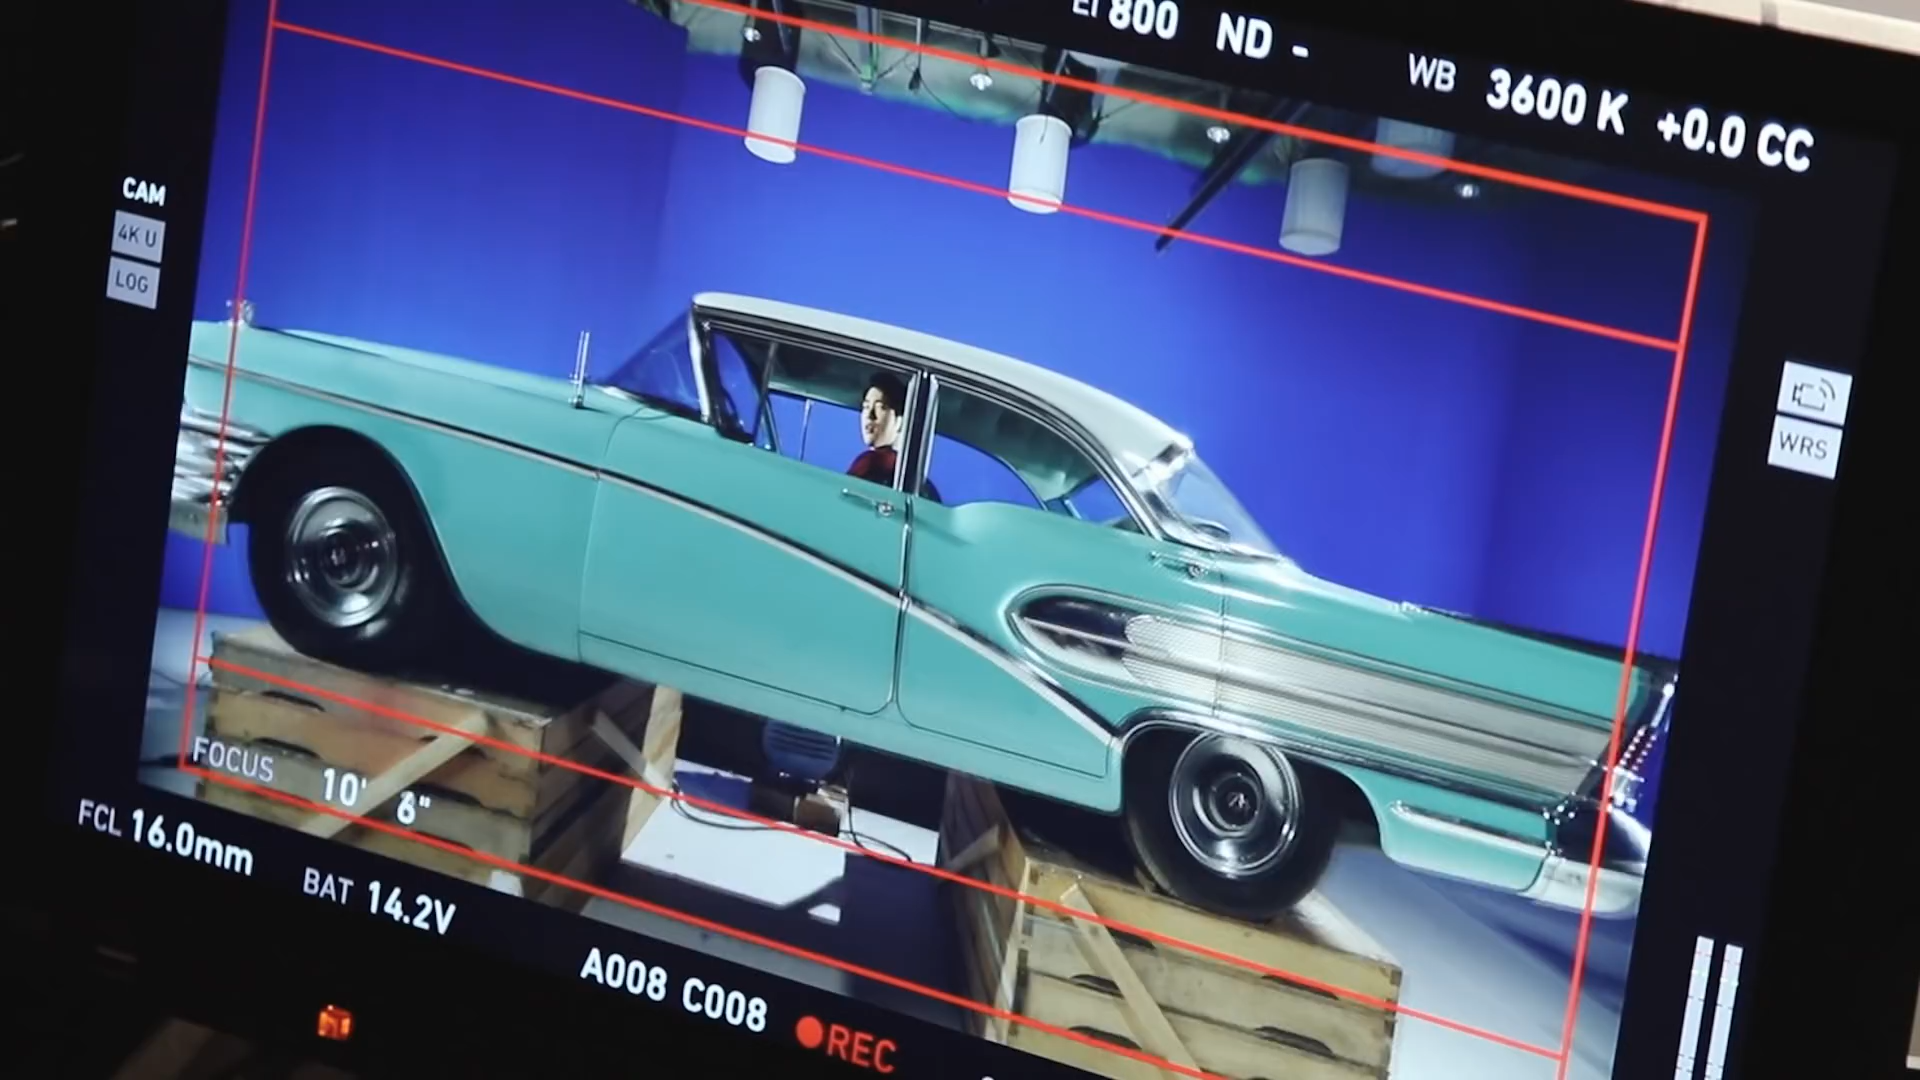 EI 800 ND -
WB 3600 K +0.0 CC
CAM
4K U
LOG
WRS
FOCUS 10' 6"
FCL 16.0mm
BAT 14.2V
A008 C008
REC